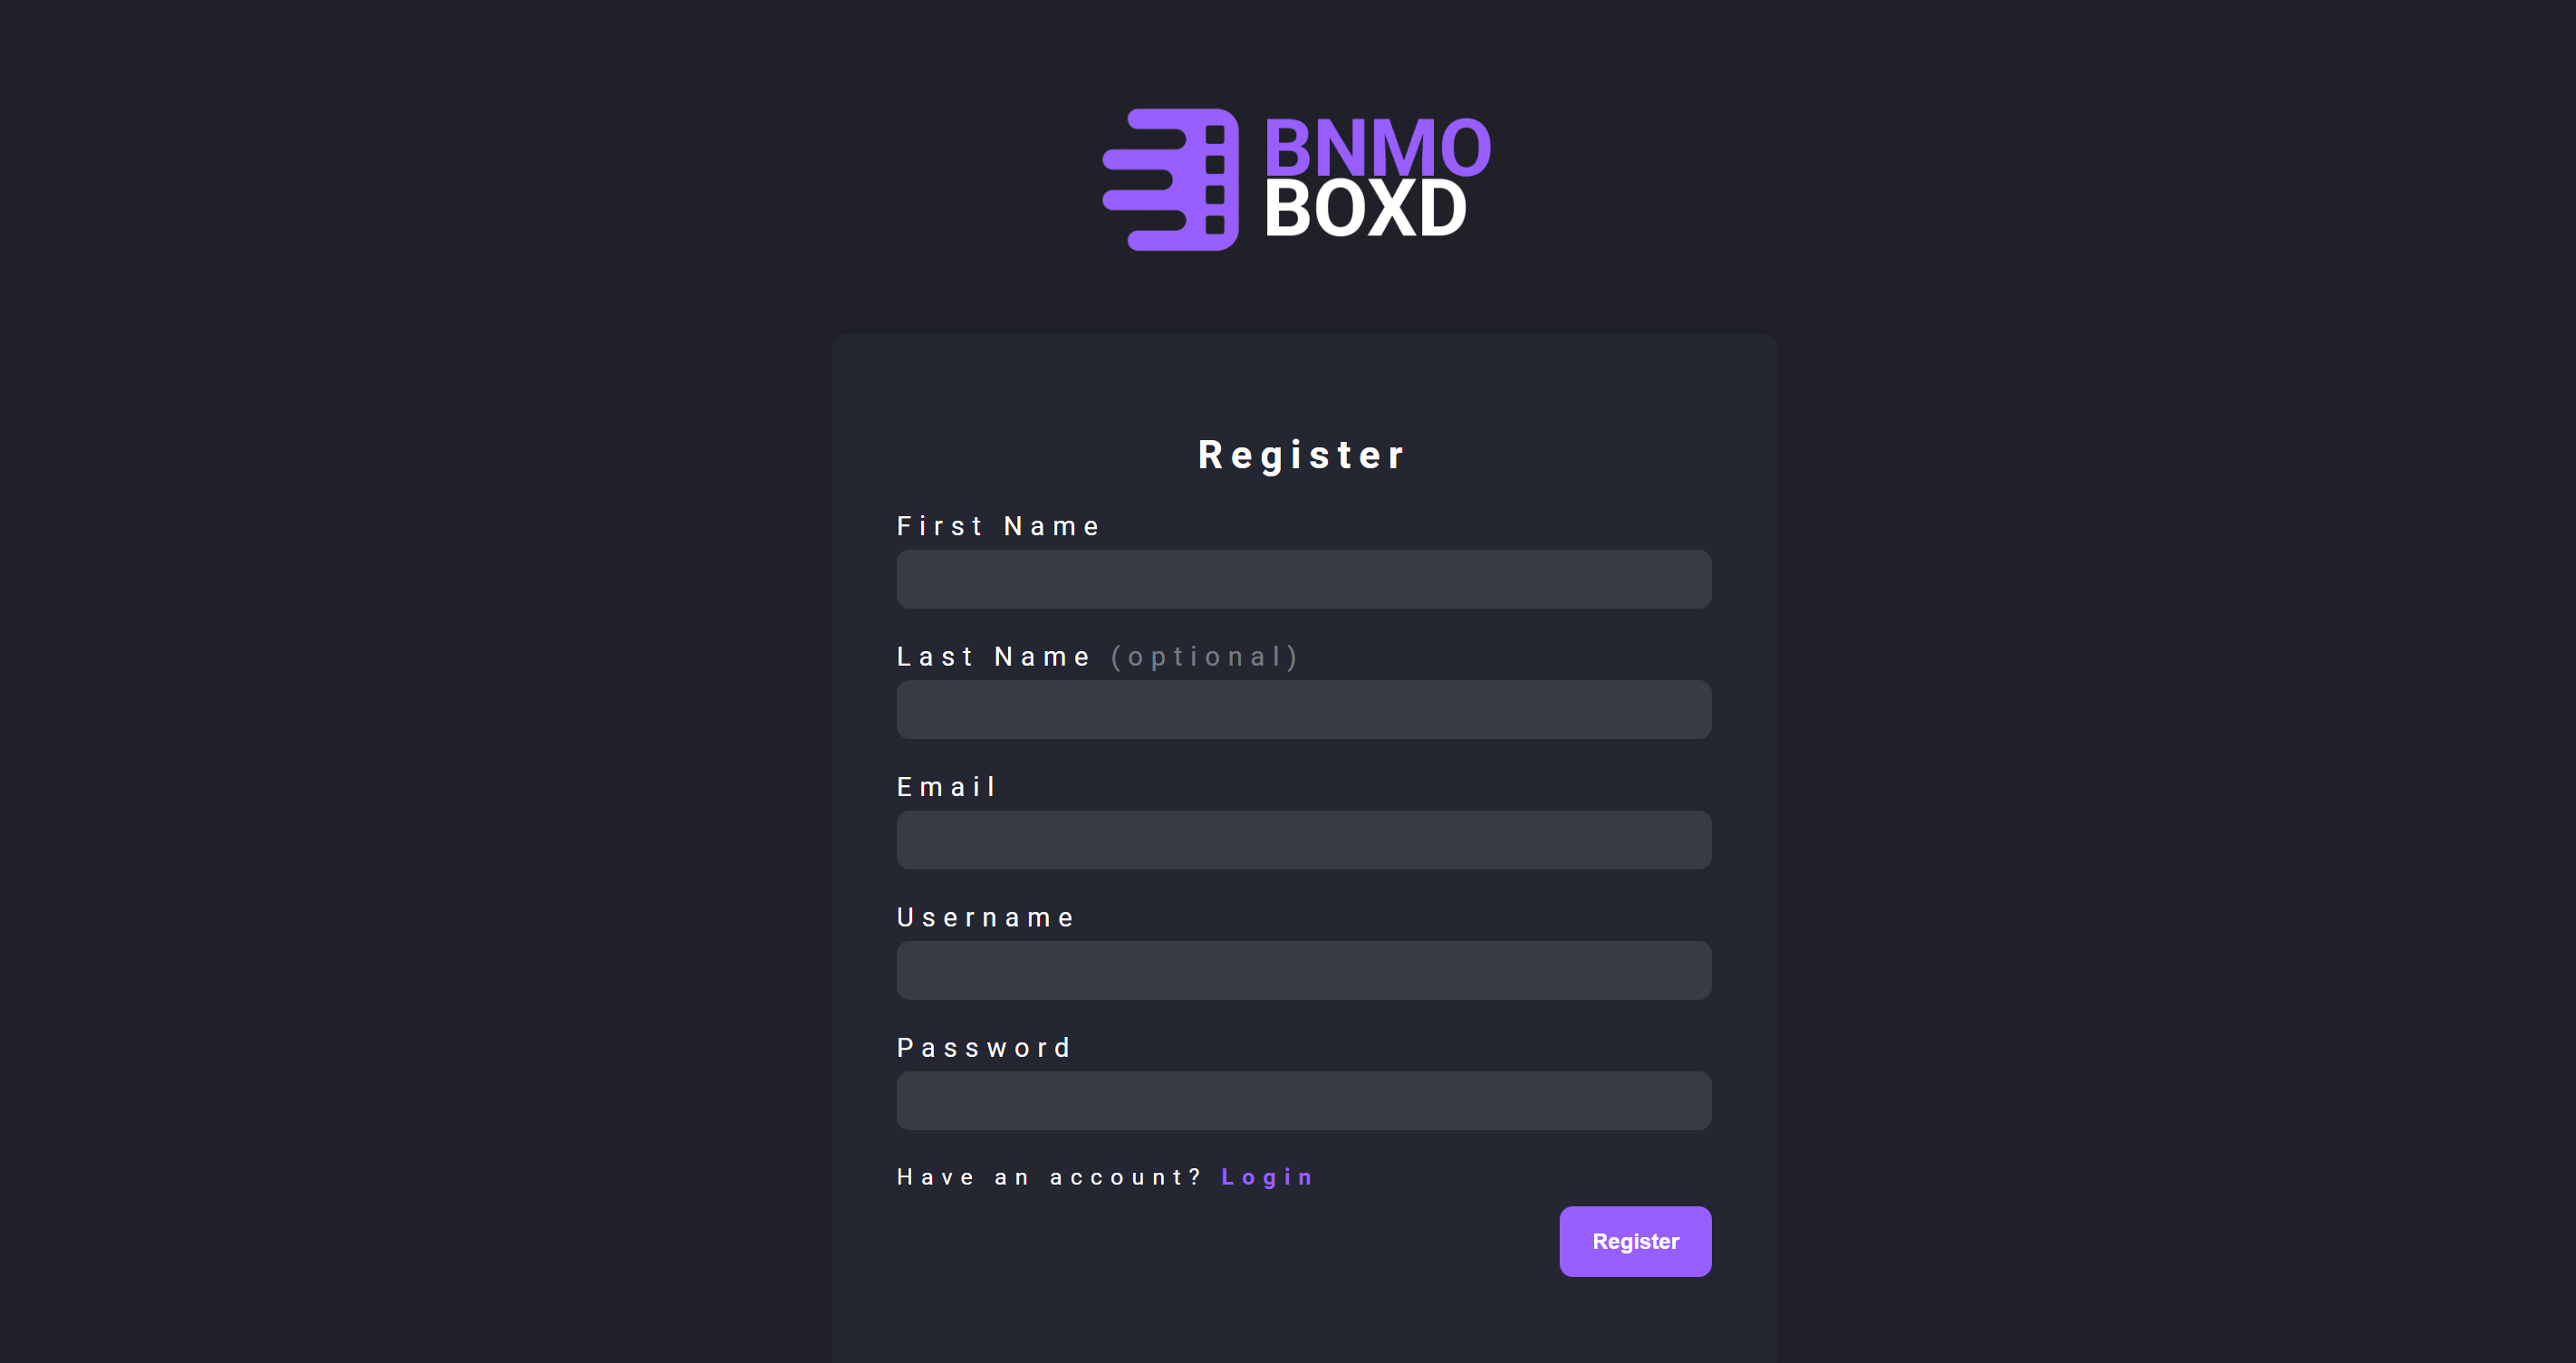 BNMO
BOXD
Register
First Name
Last Name (optional)
Email
Username
Password
Have an account? Login
Register